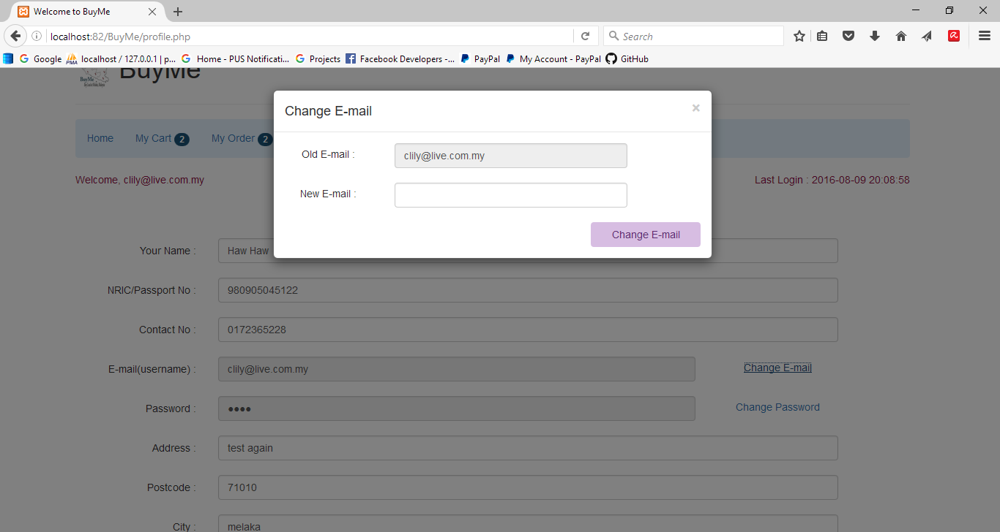 Welcome to BuyMe
localhost:82/BuyMe/profile.php
Search
Google
PMA
localhost / 127.0.0.1 | p...
Home - PUS Notificati...
Projects
Facebook Developers -...
PayPal
My Account - PayPal
GitHub
BuyMe
BuyMe
Change E-mail
×
Old E-mail :
clily@live.com.my
New E-mail :
Change E-mail
Home
My Cart 2
My Order 2
Welcome, clily@live.com.my
Last Login : 2016-08-09 20:08:58
Your Name :
Haw Haw
NRIC/Passport No :
980905045122
Contact No :
0172365228
E-mail(username) :
clily@live.com.my
Change E-mail
Password :
••••
Change Password
Address :
test again
Postcode :
71010
City :
melaka